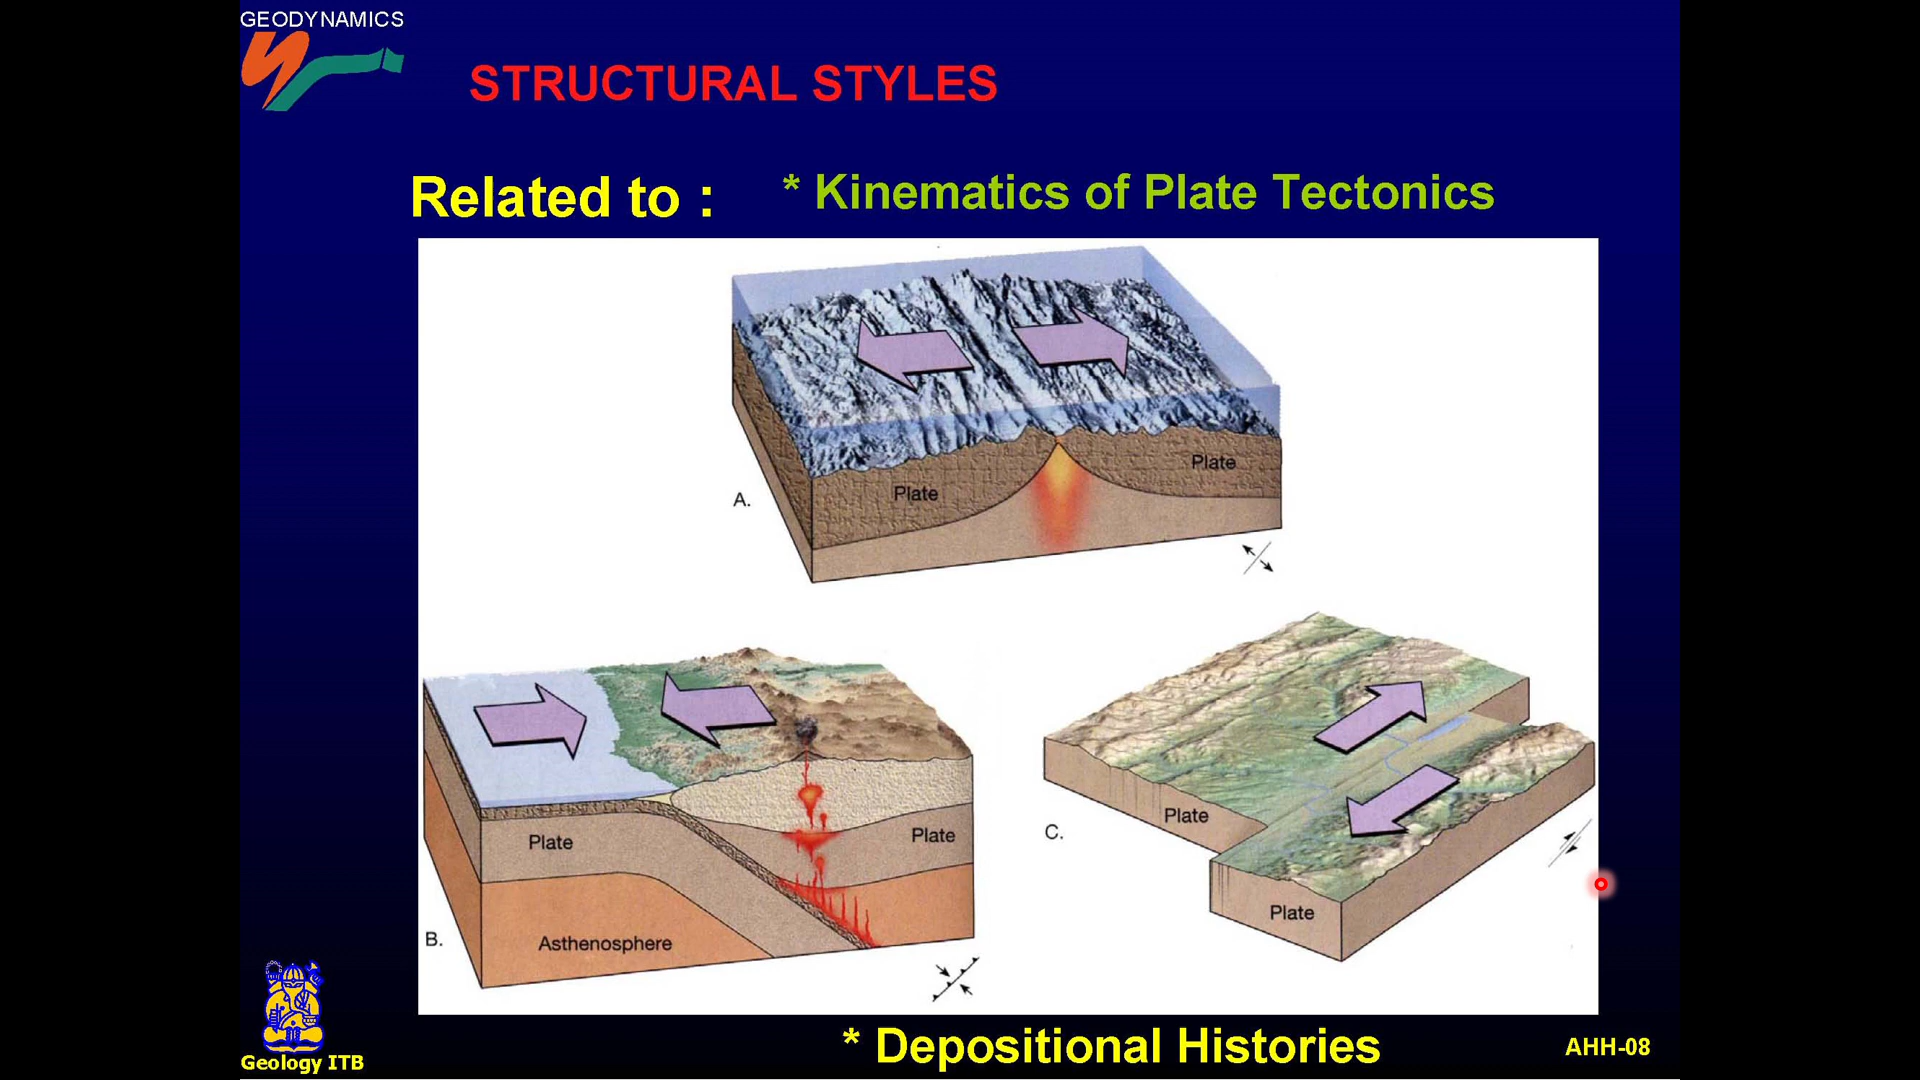 GEODYNAMICS
STRUCTURAL STYLES
Related to :
* Kinematics of Plate Tectonics
Plate
Plate
A.
Plate
Plate
Asthenosphere
B.
Plate
C.
Plate
* Depositional Histories
Geology ITB
AHH-08